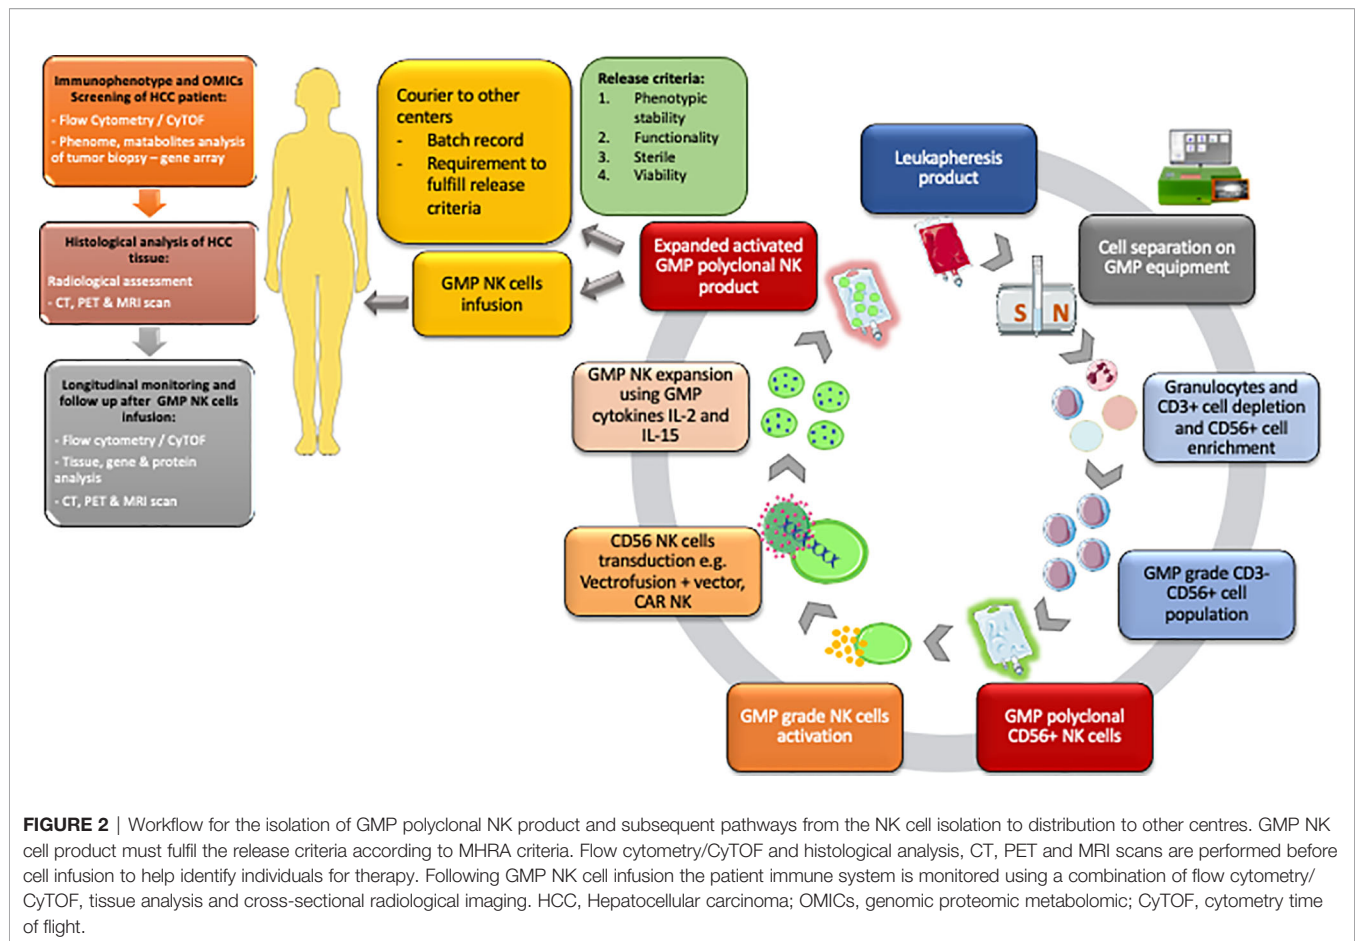 Immunophenotype and OMICs
Screening of HCC patient:
- Flow Cytometry / CyTOF
- Phenome, matabolites analysis
of tumor biopsy – gene array
Histological analysis of HCC
tissue:
Radiological assessment
- CT, PET & MRI scan
Longitudinal monitoring and
follow up after GMP NK cells
infusion:
- Flow cytometry / CyTOF
- Tissue, gene & protein
analysis
- CT, PET & MRI scan
Courier to other
centers
- Batch record
- Requirement to
fulfill release
criteria
GMP NK cells
infusion
Release criteria:
1. Phenotypic
stability
2. Functionality
3. Sterile
4. Viability
Expanded activated
GMP polyclonal NK
product
Leukapheresis
product
Cell separation on
GMP equipment
S N
Granulocytes and
CD3+ cell depletion
and CD56+ cell
enrichment
GMP grade CD3-
CD56+ cell
population
GMP polyclonal
CD56+ NK cells
GMP grade NK cells
activation
CD56 NK cells
transduction e.g.
Vectrofusion + vector,
CAR NK
GMP NK expansion
using GMP
cytokines IL-2 and
IL-15
FIGURE 2 | Workflow for the isolation of GMP polyclonal NK product and subsequent pathways from the NK cell isolation to distribution to other centres. GMP NK
cell product must fulfil the release criteria according to MHRA criteria. Flow cytometry/CyTOF and histological analysis, CT, PET and MRI scans are performed before
cell infusion to help identify individuals for therapy. Following GMP NK cell infusion the patient immune system is monitored using a combination of flow cytometry/
CyTOF, tissue analysis and cross-sectional radiological imaging. HCC, Hepatocellular carcinoma; OMICs, genomic proteomic metabolomic; CyTOF, cytometry time
of flight.